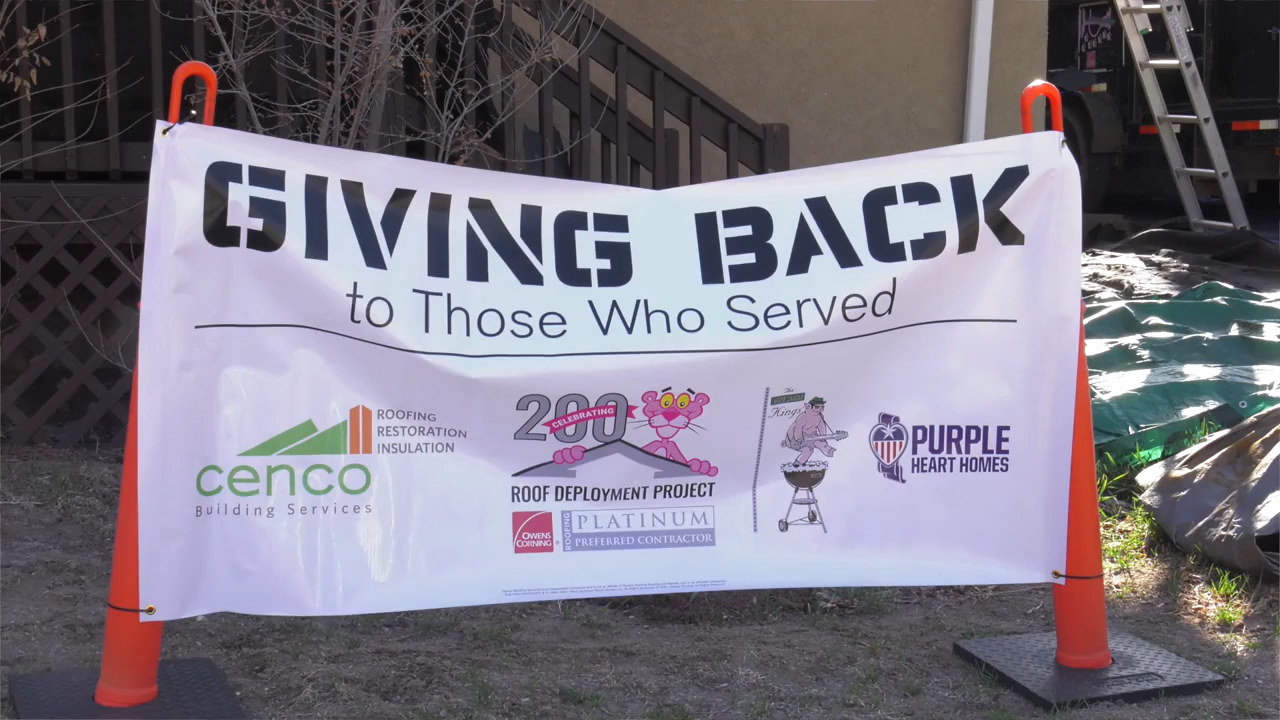 GIVING BACK
to Those Who Served
cenco
Building Services
ROOFING
RESTORATION
INSULATION
200
CELEBRATING
ROOF DEPLOYMENT PROJECT
OWENS
CORNING
ROOFING
PLATINUM
PREFERRED CONTRACTOR
The
Kings
PURPLE
HEART HOMES